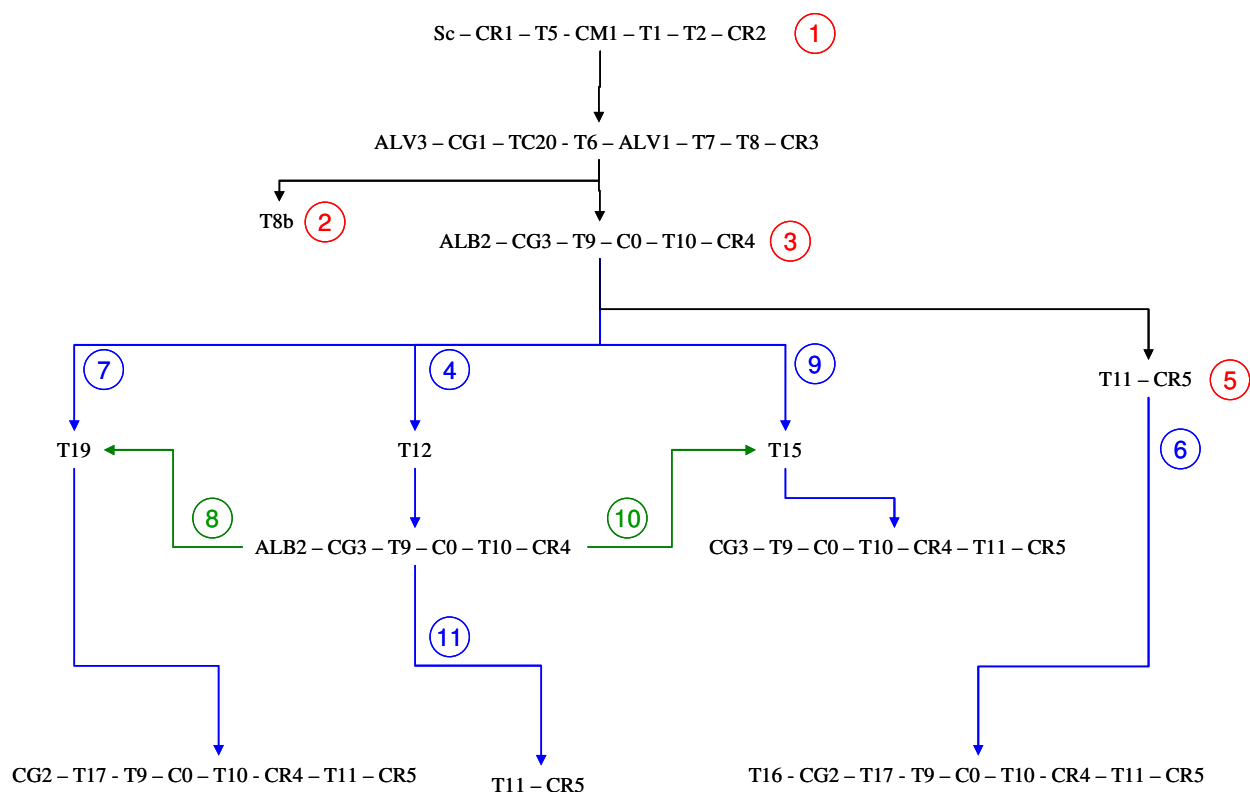 Sc – CR1 – T5 - CM1 – T1 – T2 – CR2 1
ALV3 – CG1 – TC20 - T6 – ALV1 – T7 – T8 – CR3
T8b 2
ALB2 – CG3 – T9 – C0 – T10 – CR4 3
7 4 9
T11 – CR5 5
T19 T12 T15 6
8 10
ALB2 – CG3 – T9 – C0 – T10 – CR4 CG3 – T9 – C0 – T10 – CR4 – T11 – CR5
11
CG2 – T17 - T9 – C0 – T10 - CR4 – T11 – CR5 T11 – CR5 T16 - CG2 – T17 - T9 – C0 – T10 - CR4 – T11 – CR5